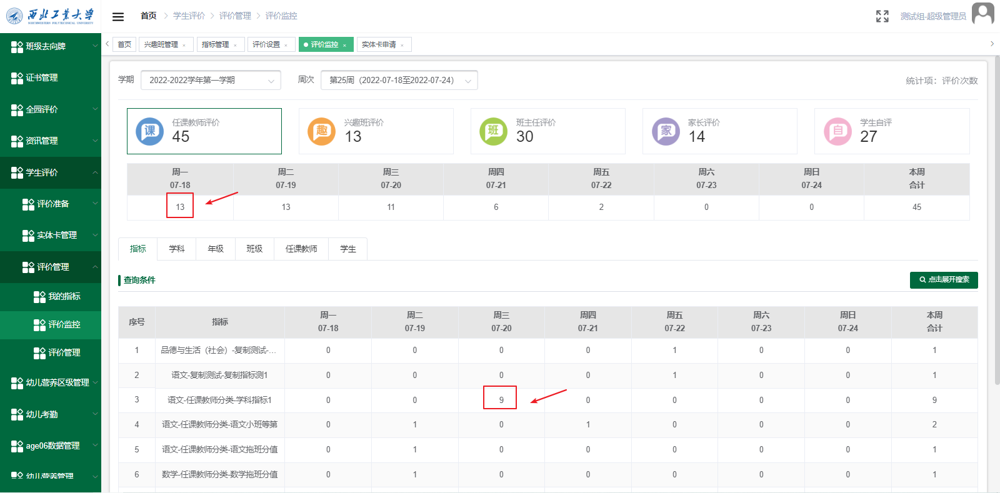 西北工业大学
NORTHWESTERN POLYTECHNICAL UNIVERSITY
首页 > 学生评价 > 评价管理 > 评价监控
测试组-超级管理员
首页 兴趣班管理 × 指标管理 × 评价设置 × 评价监控 × 实体卡申请 ×
班级去向牌
证书管理
全园评价
资讯管理
学生评价
评价准备
实体卡管理
评价管理
我的指标
评价监控
评价管理
幼儿营养区级管理
幼儿考勤
age06数据管理
幼儿营养管理
学期 2022-2022学年第一学期 周次 第25周（2022-07-18至2022-07-24） 统计项：评价次数
课 任课教师评价 45
趣 兴趣班评价 13
班 班主任评价 30
家 家长评价 14
自 学生自评 27
周一 周二 周三 周四 周五 周六 周日 本周
07-18 07-19 07-20 07-21 07-22 07-23 07-24 合计
13 13 11 6 2 0 0 45
指标 学科 年级 班级 任课教师 学生
查询条件 点击展开搜索
序号 指标 周一 周二 周三 周四 周五 周六 周日 本周
07-18 07-19 07-20 07-21 07-22 07-23 07-24 合计
1 品德与生活（社会）-复制测试-... 0 0 0 0 1 0 0 1
2 语文-复制测试-复制指标测1 0 0 0 0 1 0 0 1
3 语文-任课教师分类-学科指标1 0 0 9 0 0 0 0 9
4 语文-任课教师分类-语文小班等第 0 1 0 1 0 0 0 2
5 语文-任课教师分类-语文拖班分值 0 1 0 0 0 0 0 1
6 数学-任课教师分类-数学拖班分值 0 1 0 0 0 0 0 1